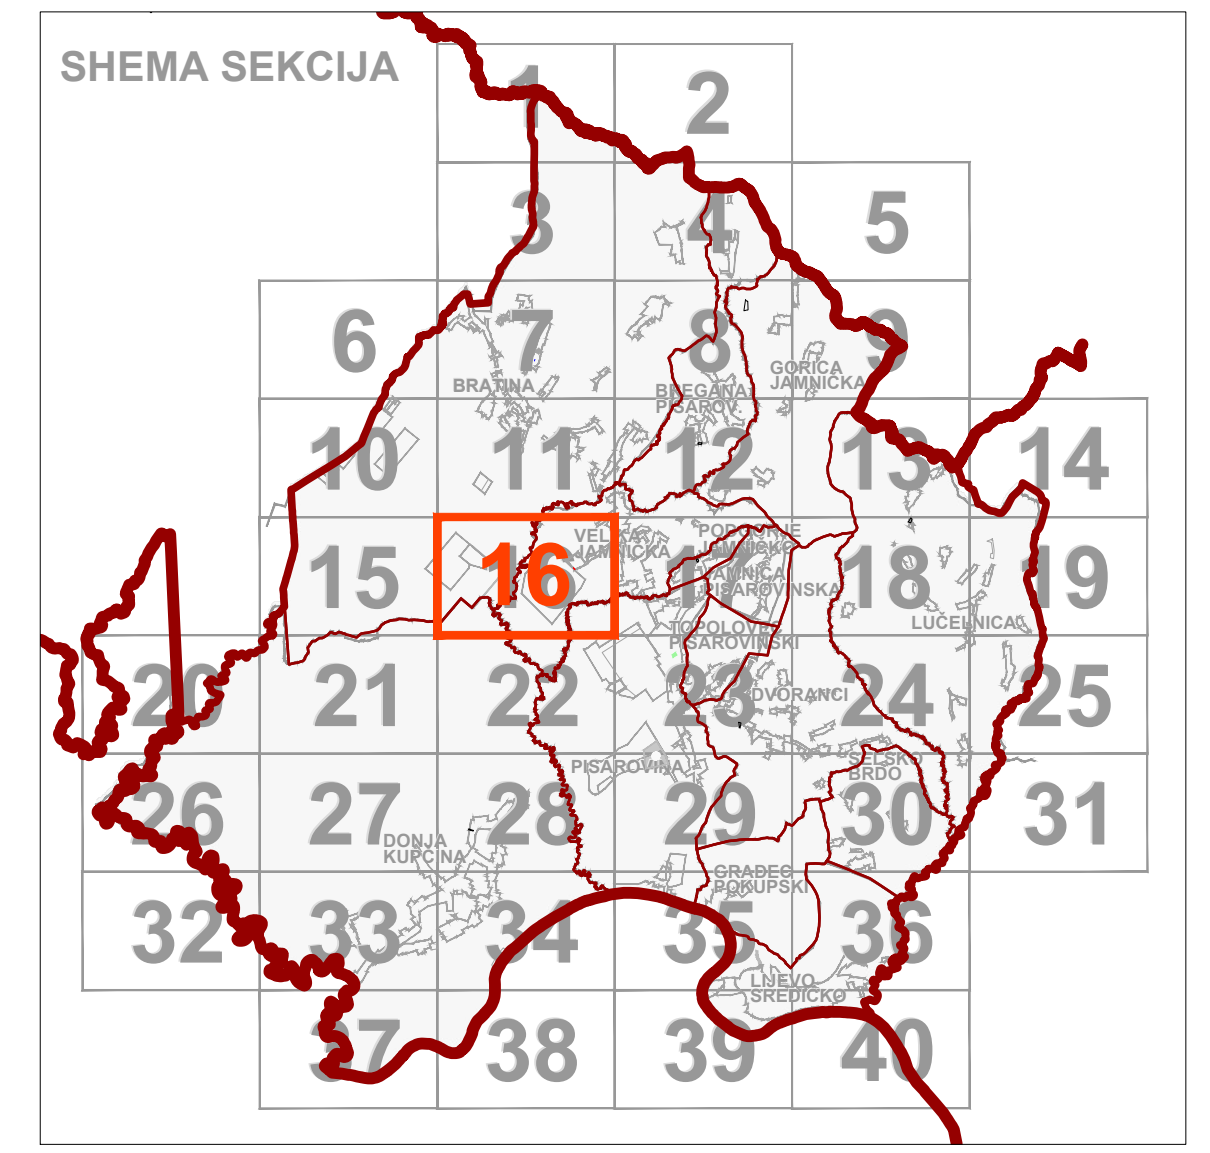 SHEMA SEKCIJA
1
2
3
4
5
6
7
8
9
GORICA
JAMNIČKA
BRATINA
BREGANA
PISAROV.
10
11
12
13
14
VELIKA
JAMNIČKA
PODGORJE
JAMNIČKO
15
16
17
18
19
JAMNICA
PISAROVINSKA
LUČELNICA
TOPOLOVEC
PISAROVINSKI
20
21
22
23
DVORANCI
24
25
PISAROVINA
SELSKO
BRDO
26
27
28
29
30
31
DONJA
KUPČINA
GRADEC
POKUPSKI
32
33
34
35
36
LIJEVO
SREDIČKO
37
38
39
40